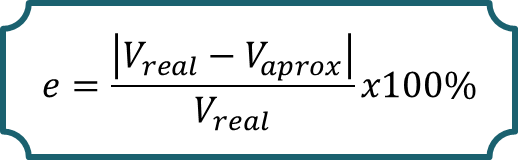 e = |V_real − V_aprox| / V_real x100%